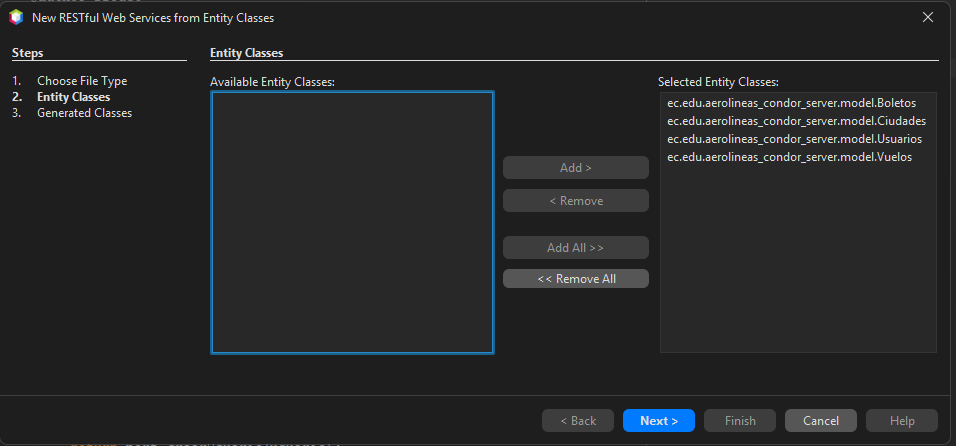 New RESTful Web Services from Entity Classes
Steps
1. Choose File Type
2. Entity Classes
3. Generated Classes
Entity Classes
Available Entity Classes:
Add >
< Remove
Add All >>
<< Remove All
Selected Entity Classes:
ec.edu.aerolineas_condor_server.model.Boletos
ec.edu.aerolineas_condor_server.model.Ciudades
ec.edu.aerolineas_condor_server.model.Usuarios
ec.edu.aerolineas_condor_server.model.Vuelos
< Back
Next >
Finish
Cancel
Help